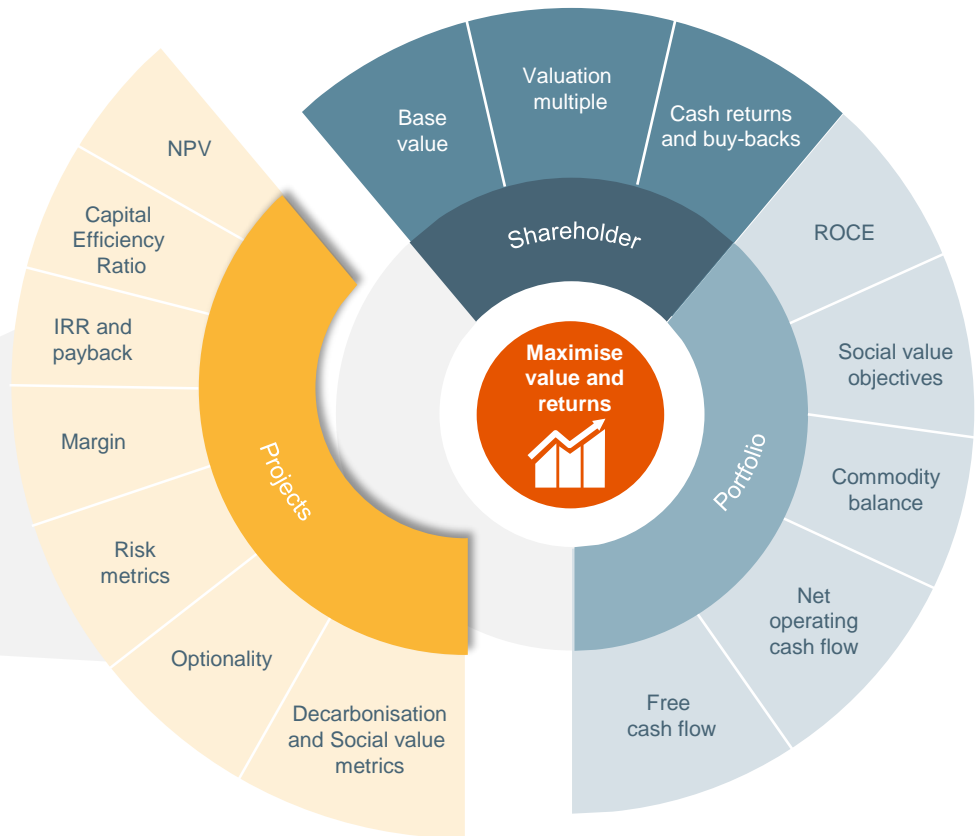 Maximise
value and
returns
Shareholder
Base
value
Valuation
multiple
Cash returns
and buy-backs
Portfolio
ROCE
Social value
objectives
Commodity
balance
Net
operating
cash flow
Free
cash flow
Projects
NPV
Capital
Efficiency
Ratio
IRR and
payback
Margin
Risk
metrics
Optionality
Decarbonisation
and Social value
metrics